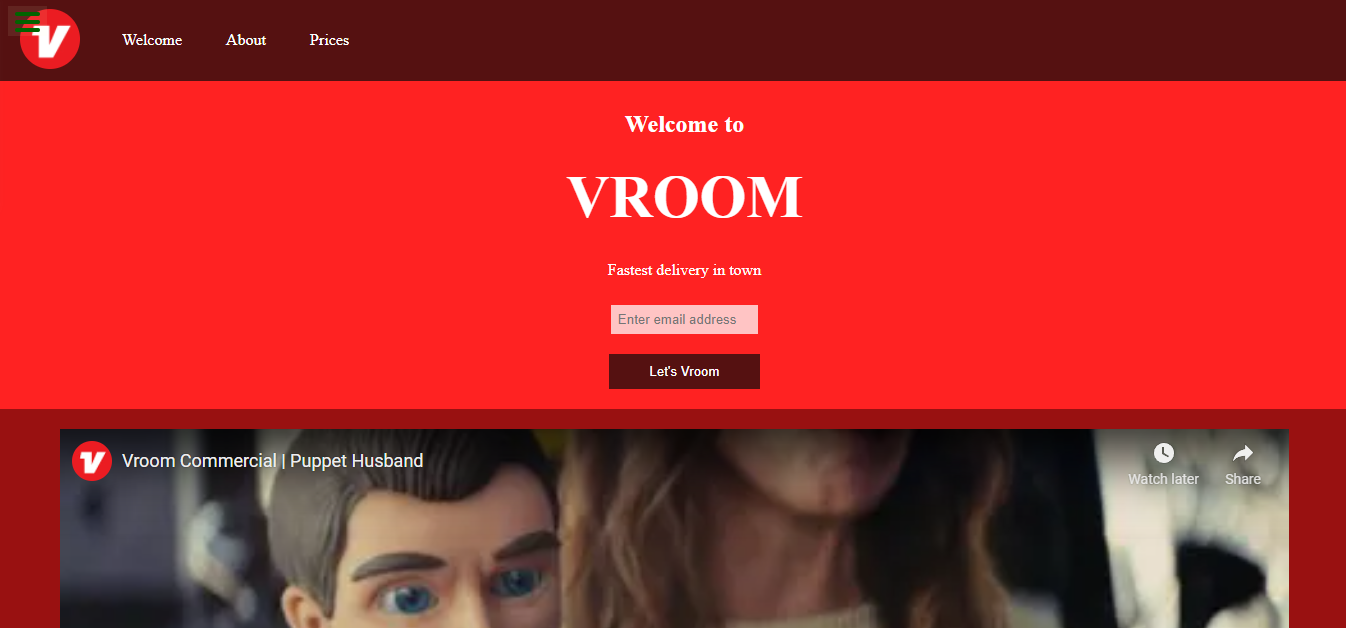 V
Welcome
About
Prices
Welcome to
VROOM
Fastest delivery in town
Enter email address
Let's Vroom
V
Vroom Commercial | Puppet Husband
Watch later
Share